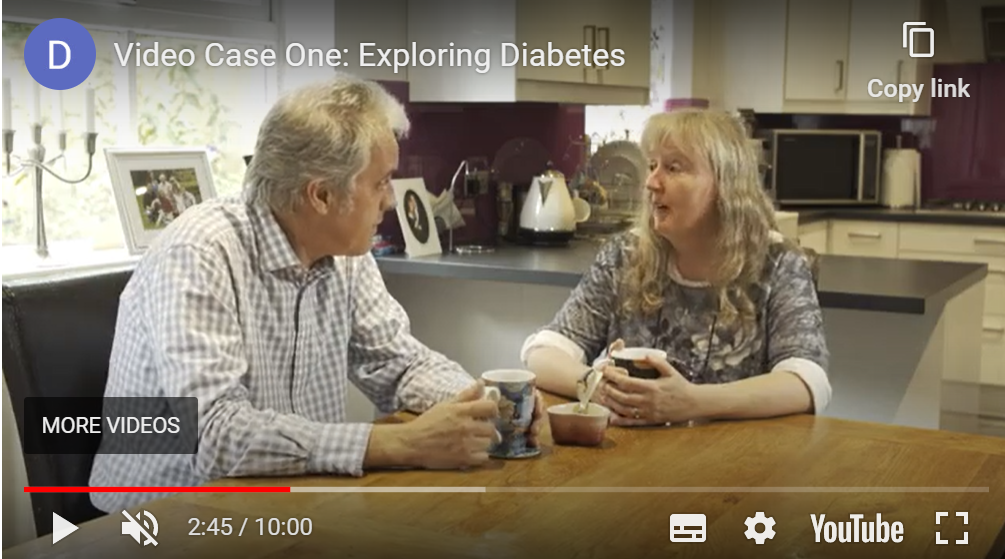 D
Video Case One: Exploring Diabetes
Copy link
MORE VIDEOS
2:45 / 10:00
YouTube